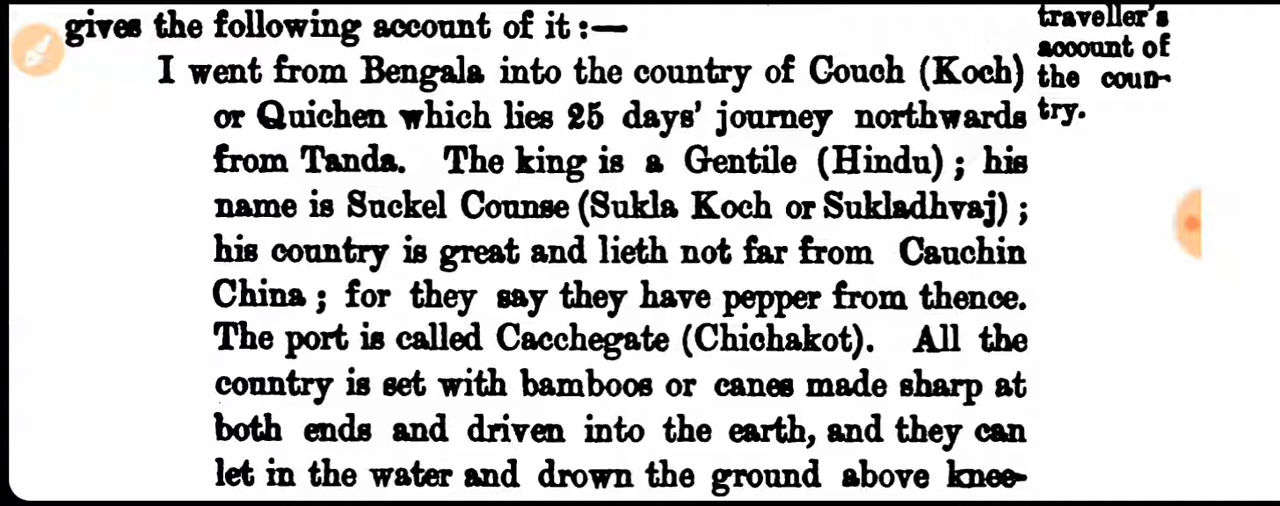 gives the following account of it :—
I went from Bengala into the country of Couch (Koch)
or Quichen which lies 25 days' journey northwards
from Tanda. The king is a Gentile (Hindu) ; his
name is Suckel Counse (Sukla Koch or Sukladhvaj) ;
his country is great and lieth not far from Cauchin
China ; for they say they have pepper from thence.
The port is called Cacchegate (Chichakot). All the
country is set with bamboos or canes made sharp at
both ends and driven into the earth, and they can
let in the water and drown the ground above knee-
traveller's
account of
the coun-
try.